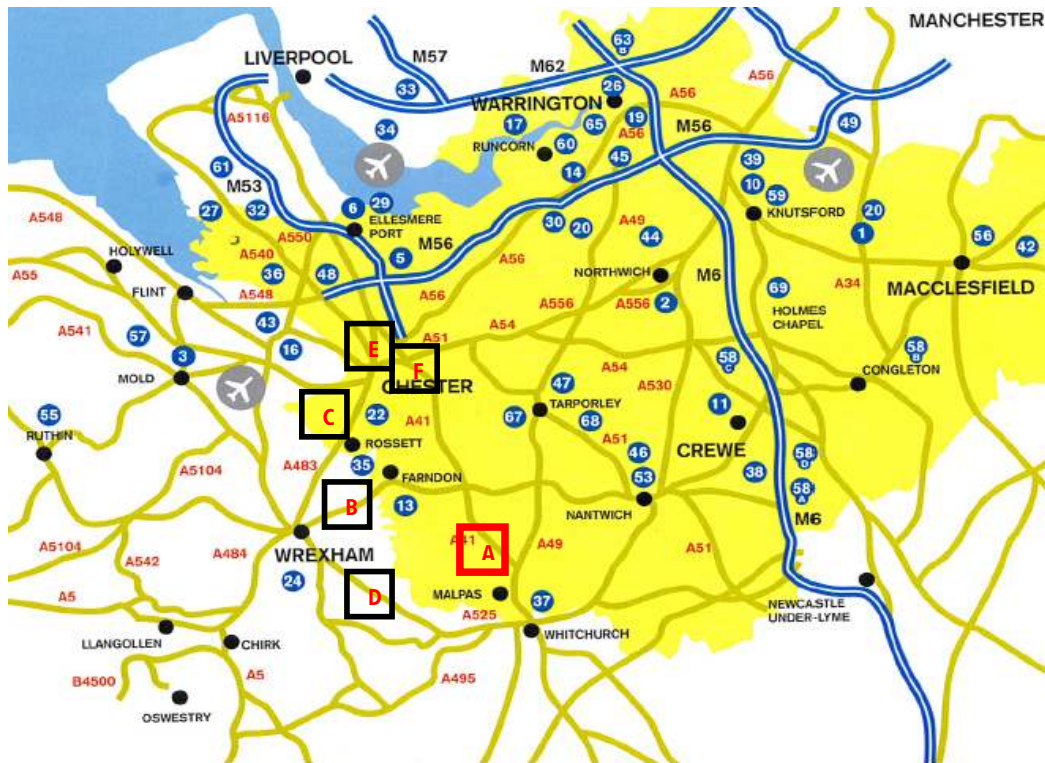 MANCHESTER
LIVERPOOL
M57
M62
63
B
A56
33
26
WARRINGTON
A56
A5116
34
17
65
19
A56
M56
49
RUNCORN
60
45
14
39
10
59
61
M53
27
32
6
29
ELLESMERE
PORT
M56
5
30
20
A49
44
KNUTSFORD
20
1
56
42
A548
A550
A540
HOLYWELL
A55
36
48
A548
FLINT
A56
A56
NORTHWICH
M6
A556
A556
2
69
HOLMES
CHAPEL
A34
MACCLESFIELD
A541
57
43
16
3
MOLD
E
A51
F
CHESTER
A54
A54
58
C
58
B
CONGLETON
A530
47
TARPORLEY
67
68
11
CREWE
C
22
ROSSETT
A41
A51
55
RUTHIN
A5104
A483
35
FARNDON
46
53
38
58
D
58
A
M6
B
13
NANTWICH
WREXHAM
A5104
A542
A484
A41
A
A49
A51
24
D
A5
MALPAS
37
A525
WHITCHURCH
NEWCASTLE
UNDER-LYME
LLANGOLLEN
CHIRK
B4500
A5
A495
OSWESTRY